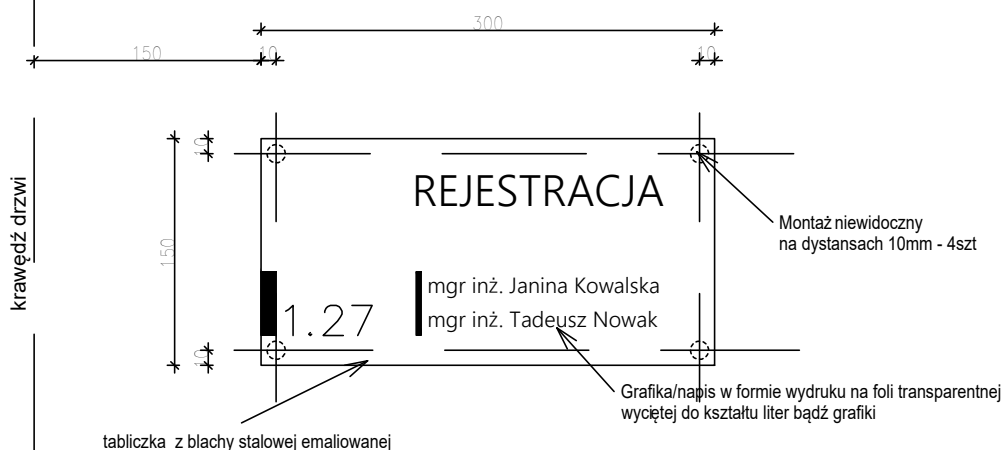 300
150
10
10
10
krawędź drzwi
150
REJESTRACJA
Montaż niewidoczny
na dystansach 10mm - 4szt
mgr inż. Janina Kowalska
1.27
mgr inż. Tadeusz Nowak
10
Grafika/napis w formie wydruku na foli transparentnej
wyciętej do kształtu liter bądź grafiki
tabliczka z blachy stalowej emaliowanej